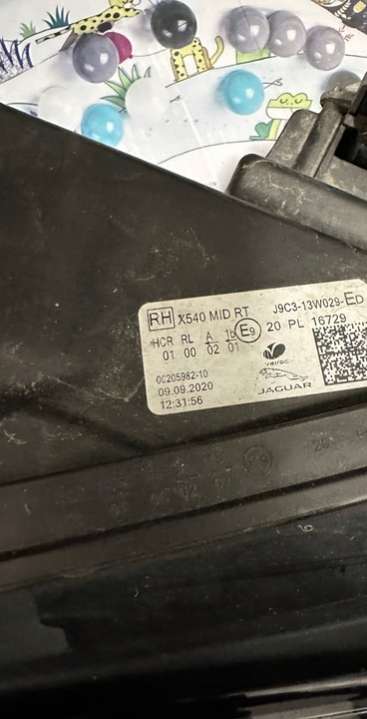 RH X540 MID RT J9C3-13W029-ED
HCR RL A 1b E9 20 PL 16729
01 00 02 01
0C205982-10
09.09.2020
12:31:56
JAGUAR